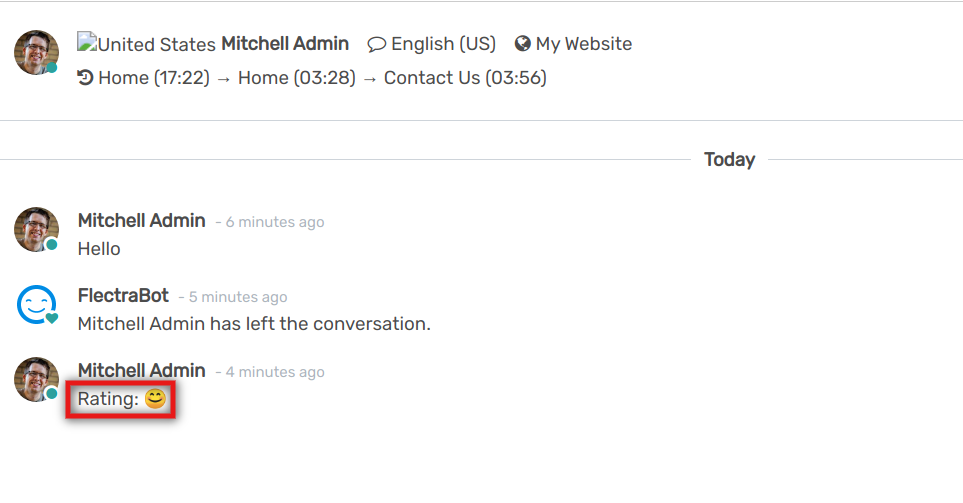 United States Mitchell Admin English (US) My Website
Home (17:22) → Home (03:28) → Contact Us (03:56)
Today
Mitchell Admin - 6 minutes ago
Hello
FlectraBot - 5 minutes ago
Mitchell Admin has left the conversation.
Mitchell Admin - 4 minutes ago
Rating: 😊